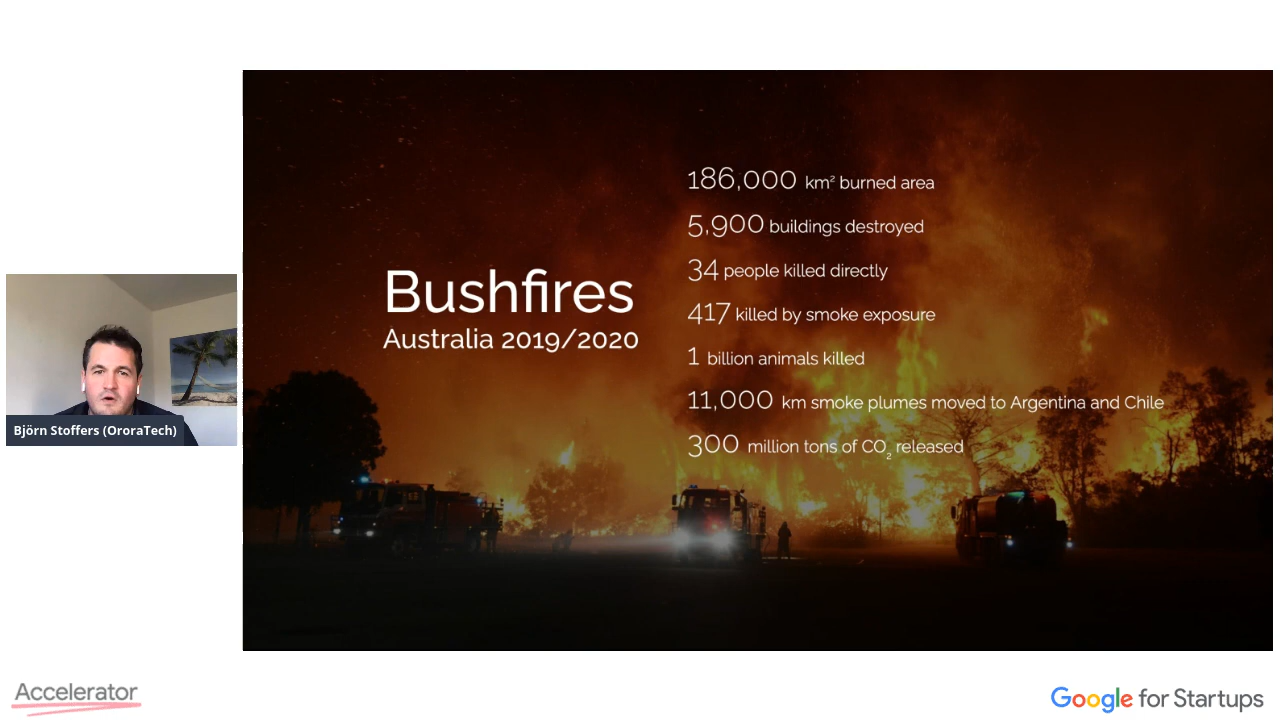 Bushfires
Australia 2019/2020
186,000 km² burned area
5,900 buildings destroyed
34 people killed directly
417 killed by smoke exposure
1 billion animals killed
11,000 km smoke plumes moved to Argentina and Chile
300 million tons of CO₂ released
Björn Stoffers (OroraTech)
Accelerator
Google for Startups